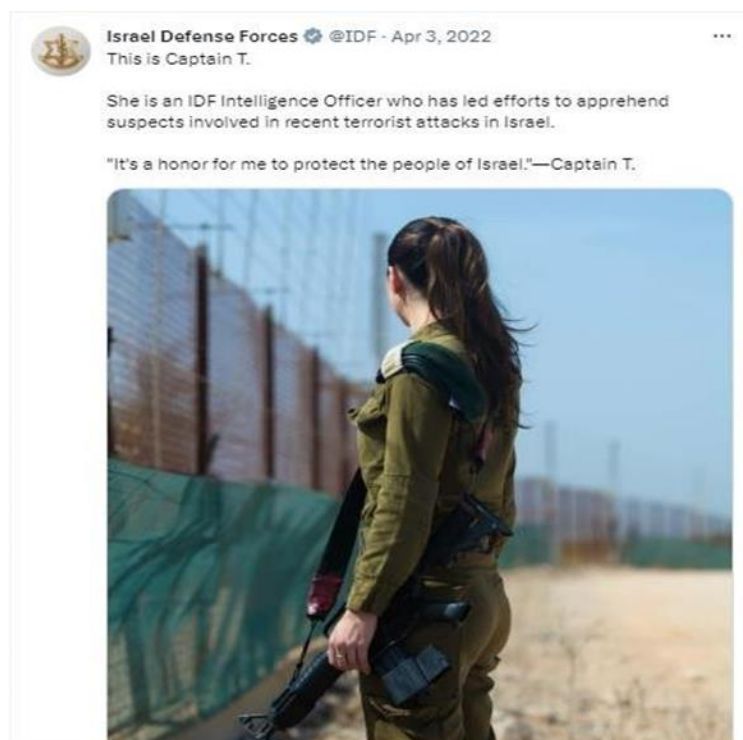 Israel Defense Forces @IDF · Apr 3, 2022
This is Captain T.
She is an IDF Intelligence Officer who has led efforts to apprehend
suspects involved in recent terrorist attacks in Israel.
"It's a honor for me to protect the people of Israel."—Captain T.